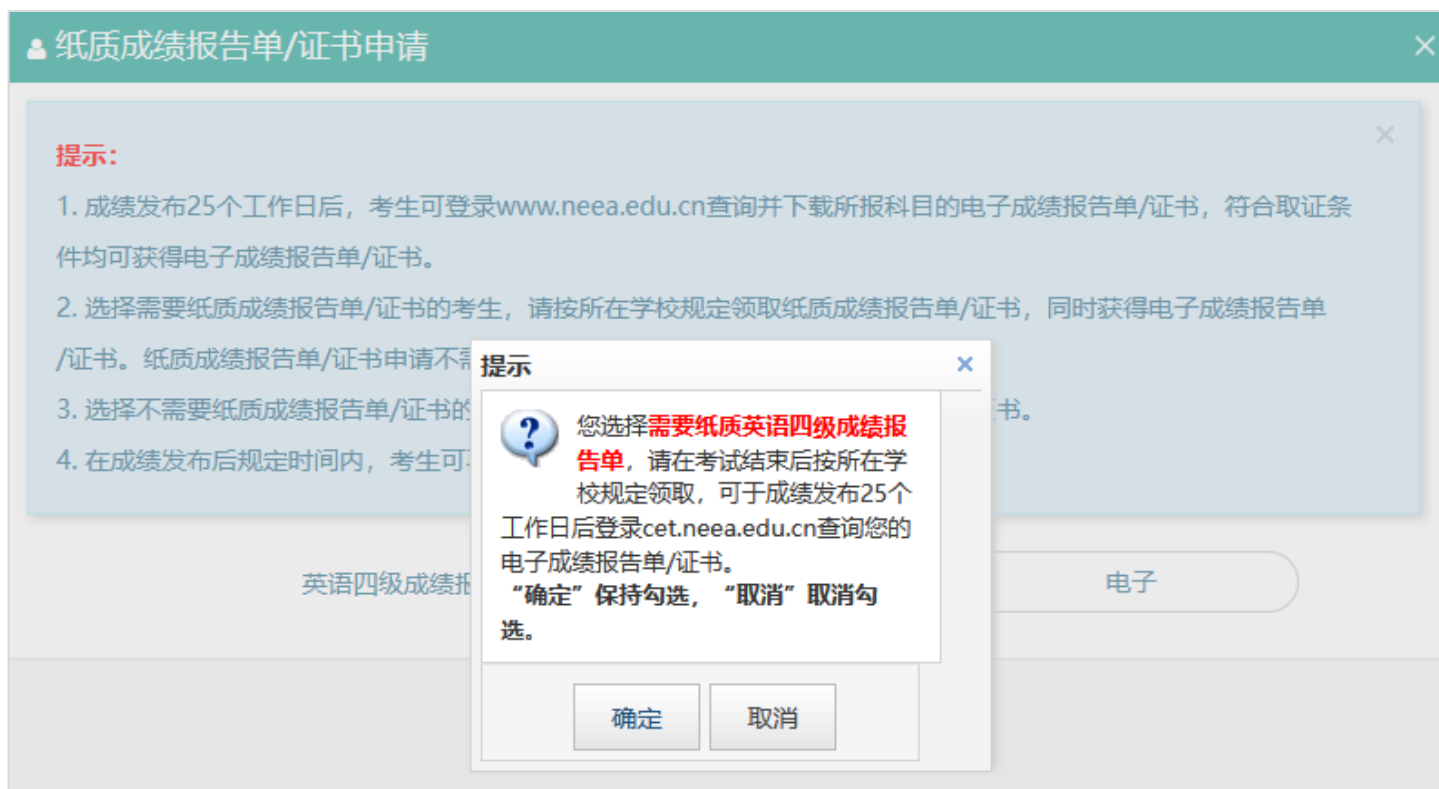 纸质成绩报告单/证书申请
提示：
1. 成绩发布25个工作日后，考生可登录www.neea.edu.cn查询并下载所报科目的电子成绩报告单/证书，符合取证条
件均可获得电子成绩报告单/证书。
2. 选择需要纸质成绩报告单/证书的考生，请按所在学校规定领取纸质成绩报告单/证书，同时获得电子成绩报告单
/证书。纸质成绩报告单/证书申请不
3. 选择不需要纸质成绩报告单/证书的 书。
4. 在成绩发布后规定时间内，考生可
提示
您选择需要纸质英语四级成绩报
告单，请在考试结束后按所在学
校规定领取，可于成绩发布25个
工作日后登录cet.neea.edu.cn查询您的
电子成绩报告单/证书。
“确定”保持勾选，“取消”取消勾
选。
确定 取消
英语四级成绩 电子